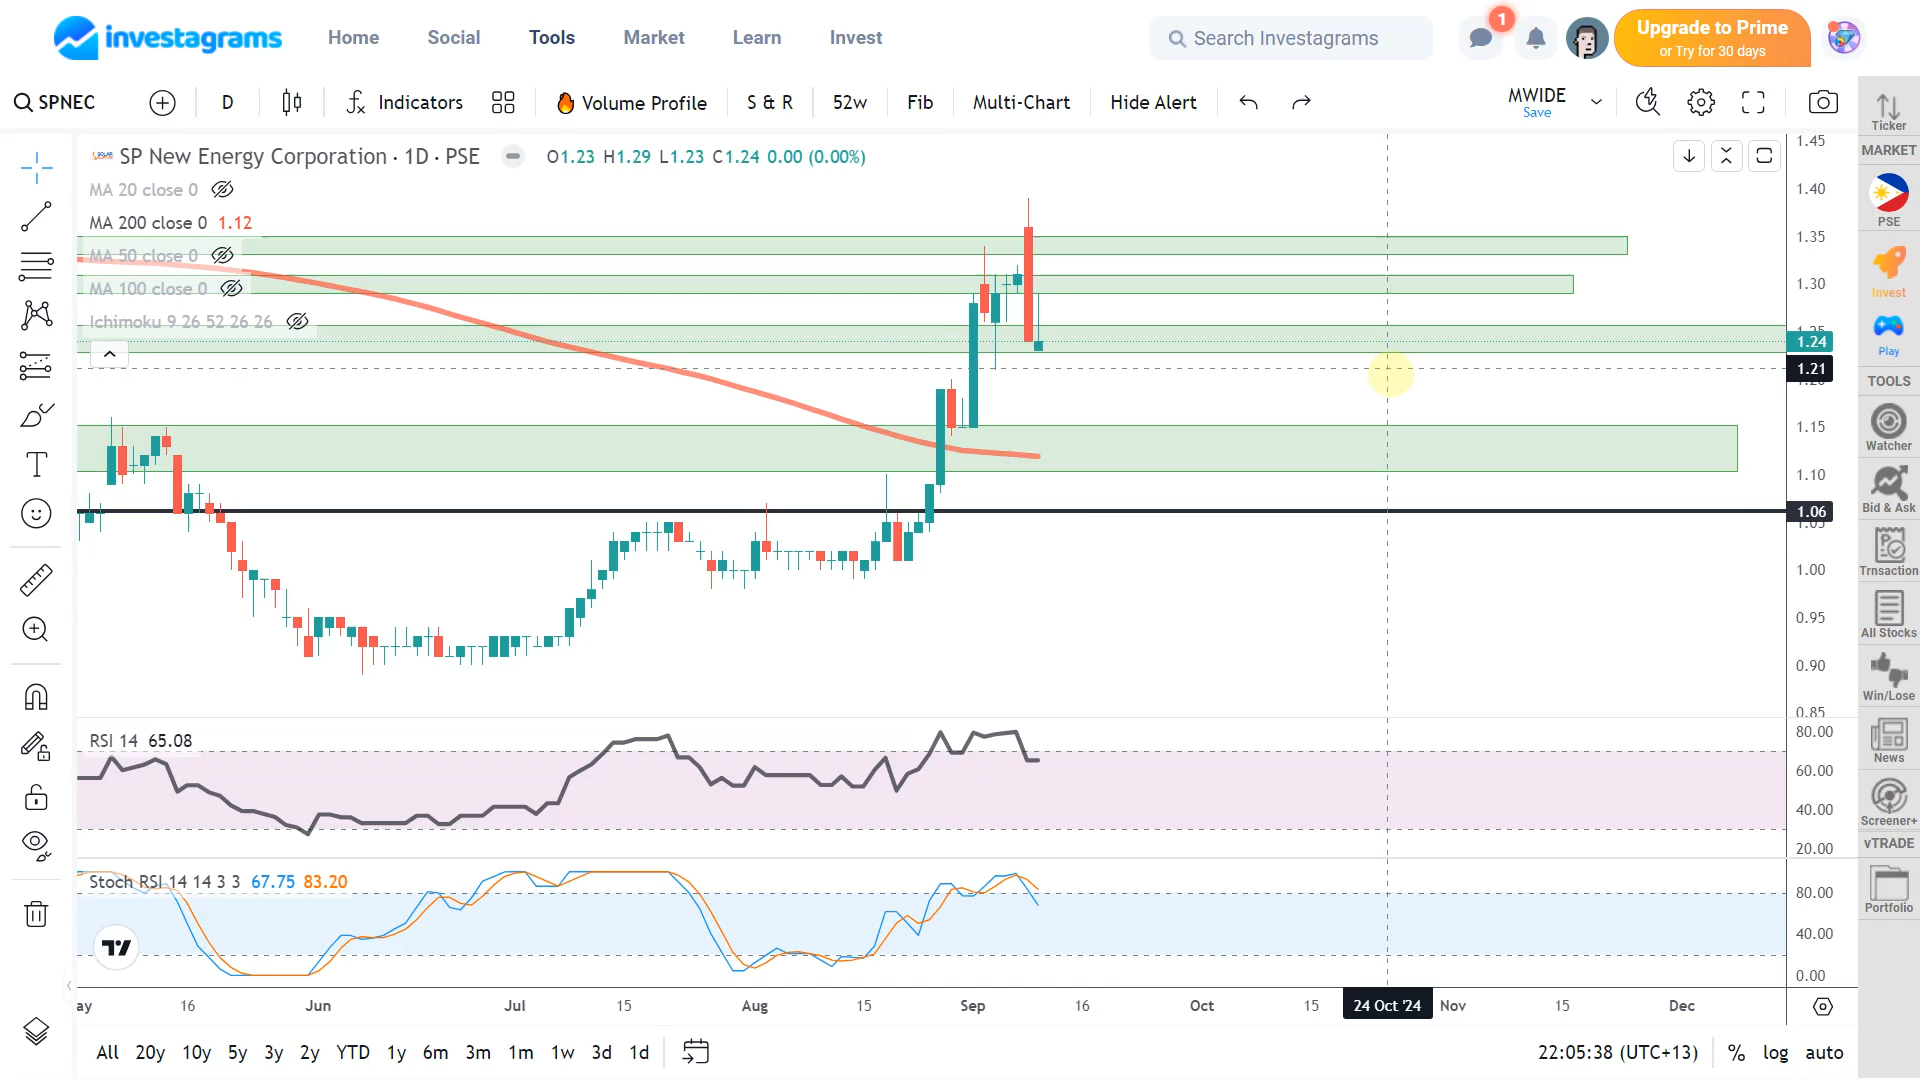 investagrams
Home Social Tools Market Learn Invest
Search Investagrams
1
Upgrade to Prime
or Try for 30 days
SPNEC
D
Indicators
Volume Profile
S & R
52w
Fib
Multi-Chart
Hide Alert
MWIDE
Save
SP New Energy Corporation · 1D · PSE
O1.23 H1.29 L1.23 C1.24 0.00 (0.00%)
MA 20 close 0
MA 200 close 0 1.12
MA 50 close 0
MA 100 close 0
Ichimoku 9 26 52 26 26
1.45
1.40
1.35
1.30
1.25
1.24
1.21
1.20
1.15
1.10
1.06
1.05
1.00
0.95
0.90
0.85
RSI 14 65.08
80.00
60.00
40.00
20.00
Stoch RSI 14 14 3 3 67.75 83.20
80.00
40.00
0.00
ay 16 Jun Jul 15 Aug 15 Sep 16 Oct 15 24 Oct '24 Nov 15 Dec
All 20y 10y 5y 3y 2y YTD 1y 6m 3m 1m 1w 3d 1d
22:05:38 (UTC+13)
% log auto
Ticker
MARKET
PSE
Invest
Play
TOOLS
Watcher
Bid & Ask
Trnsaction
All Stocks
Win/Lose
News
Screener+
vTRADE
Portfolio